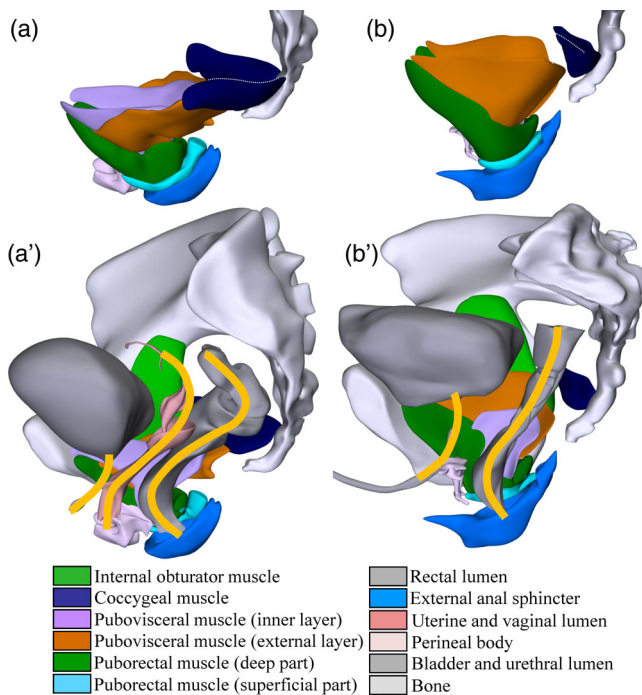 (a)
(b)
(a')
(b')
Internal obturator muscle
Coccygeal muscle
Pubovisceral muscle (inner layer)
Pubovisceral muscle (external layer)
Puborectal muscle (deep part)
Puborectal muscle (superficial part)
Rectal lumen
External anal sphincter
Uterine and vaginal lumen
Perineal body
Bladder and urethral lumen
Bone